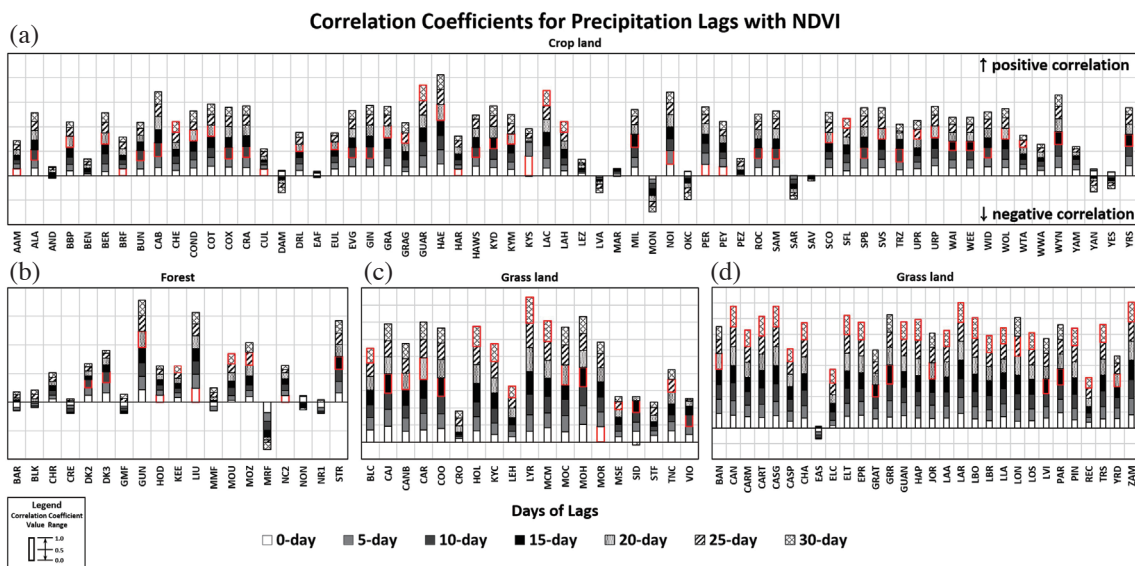 Correlation Coefficients for Precipitation Lags with NDVI
(a)
Crop land
↑ positive correlation
↓ negative correlation
AAM ALA AND BBP BEN BER BRF BUN CAB CHE COND COT COX CRA CUL DAM DRL EAF EUL EVG GIN GRA GRAG GUAR HAE HAR HAWS KYD KYM KYS LAC LAH LEZ LVA MAR MIL MON NOI OKC PER PEY PEZ ROC SAM SAR SAV SCO SFL SPB SVS TRZ UPR URP WAI WEE WID WOL WTA WWA WYN YAM YAN YES YRS
(b)
Forest
BAR BLK CHR CRE DK2 DK3 GMF GUN HOD KEE LIU MMF MOU MOZ MRF NC2 NON NR1 STR
(c)
Grass land
BLC CAJ CANB CAR COO CRO HOL KYC LEH LYR MCM MOC MOH MOR MSE SID STF TNC VIO
(d)
Grass land
BAN CAN CARM CART CASG CASP CHA EAS ELC ELT EPR GRAT GRR GUAN HAP JOR LAA LAR LBO LBR LLA LON LOS LVI PAR PIN REC TRS YRD ZAM
Legend
Correlation Coefficient
Value Range
1.0
0.5
0.0
Days of Lags
0-day 5-day 10-day 15-day 20-day 25-day 30-day